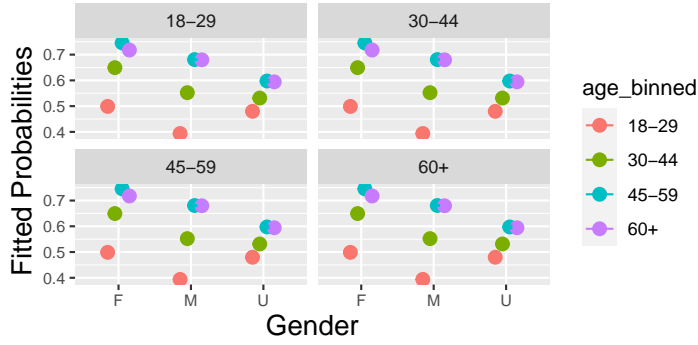 18−29
30−44
0.7
0.6
0.5
0.4
45−59
60+
0.7
0.6
0.5
0.4
F
M
U
F
M
U
Gender
Fitted Probabilities
age_binned
18−29
30−44
45−59
60+